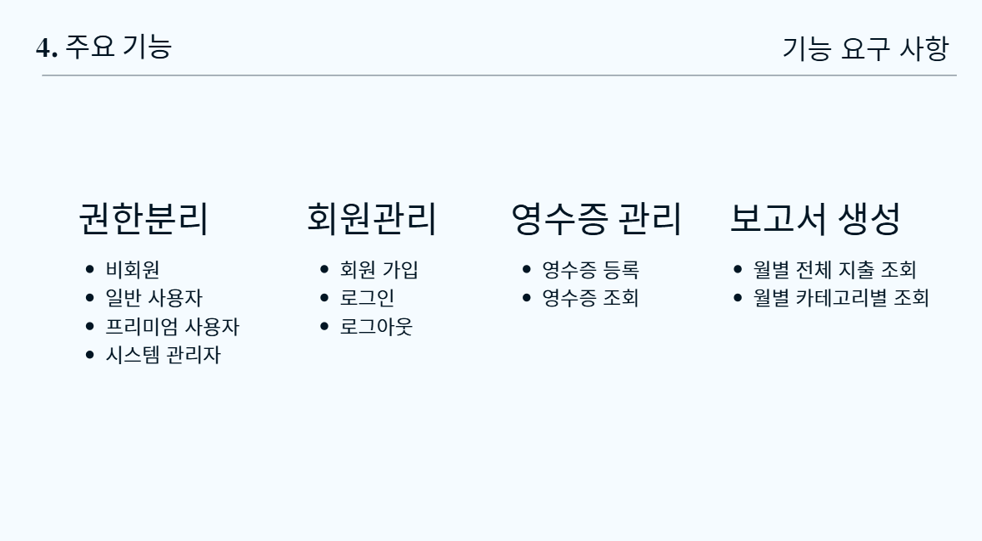 4. 주요 기능
기능 요구 사항
권한분리
비회원
일반 사용자
프리미엄 사용자
시스템 관리자
회원관리
회원 가입
로그인
로그아웃
영수증 관리
영수증 등록
영수증 조회
보고서 생성
월별 전체 지출 조회
월별 카테고리별 조회